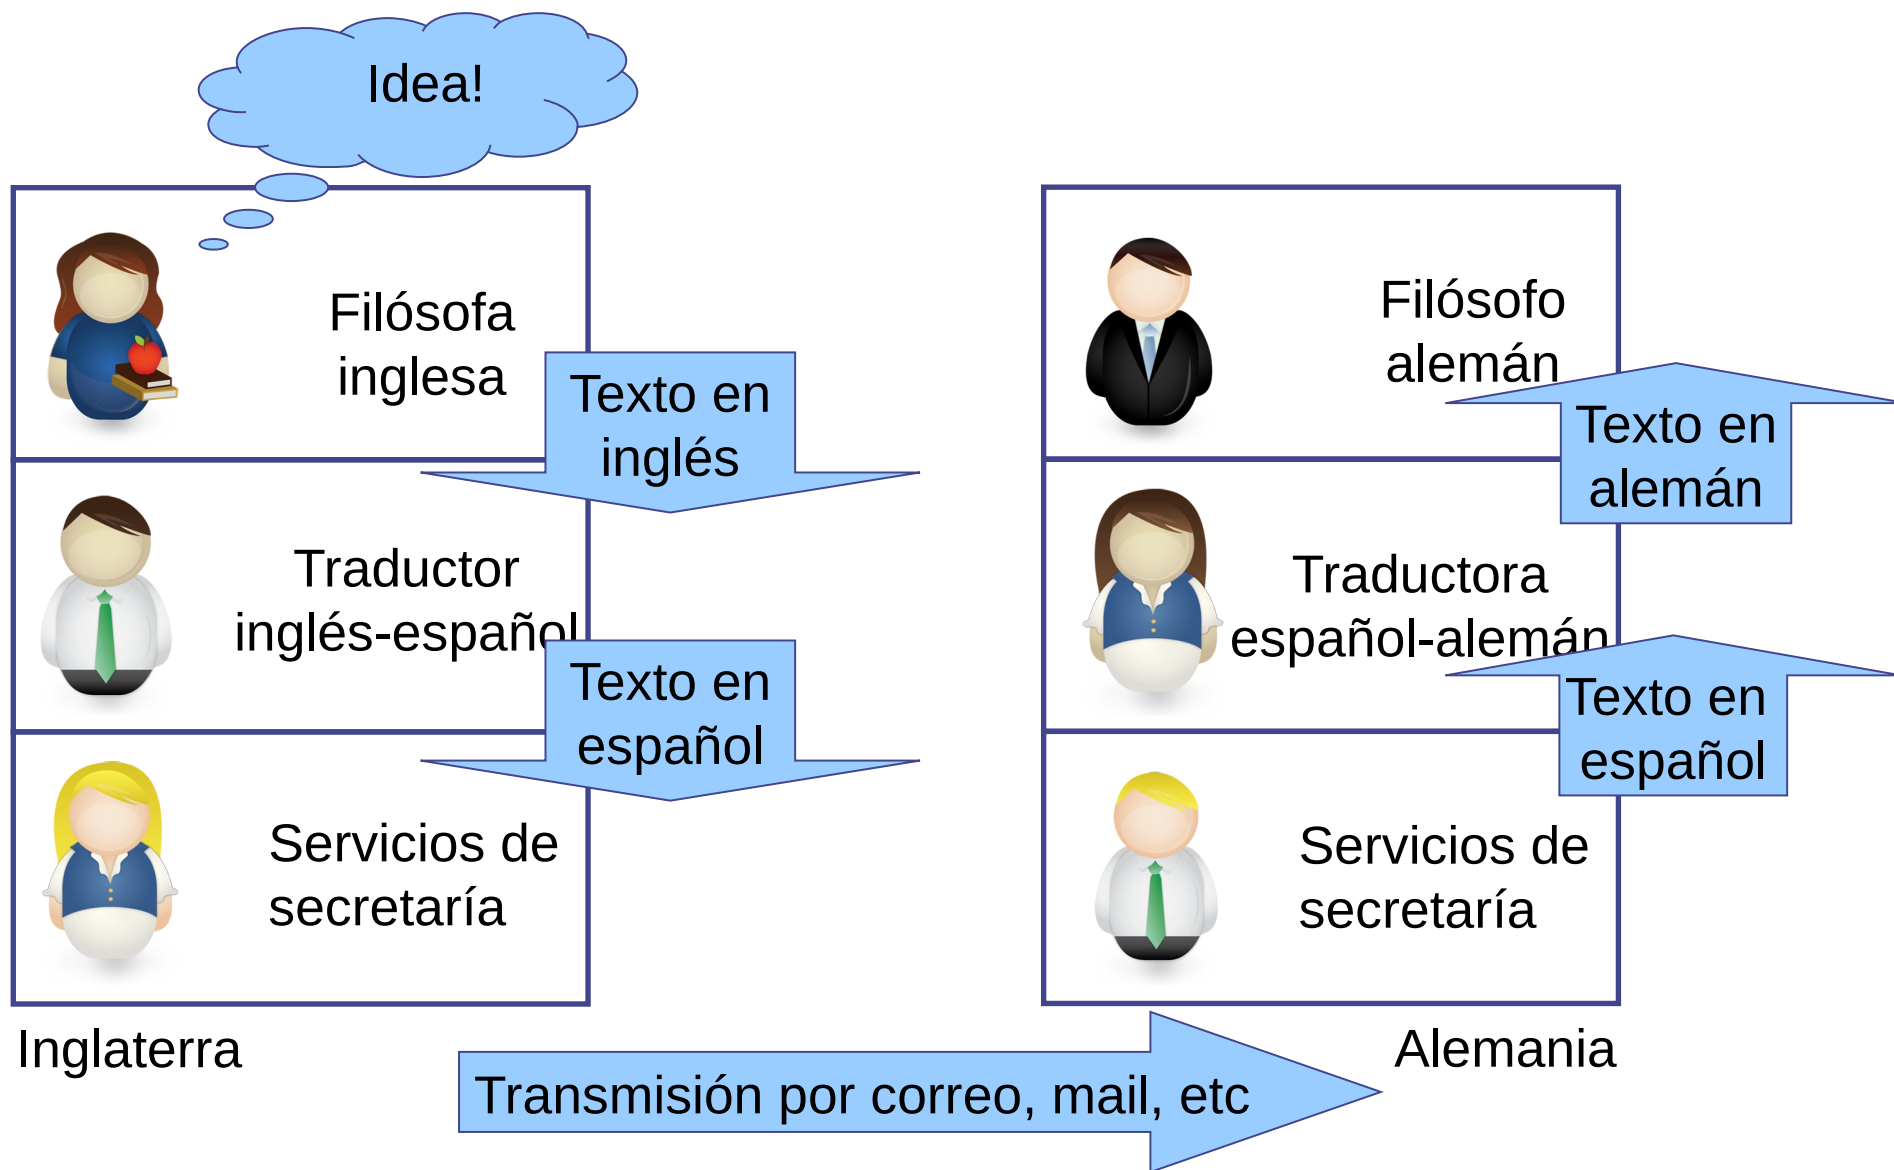 Idea!
Filósofa
inglesa
Texto en
inglés
Traductor
inglés-español
Texto en
español
Servicios de
secretaría
Inglaterra
Filósofo
alemán
Texto en
alemán
Traductora
español-alemán
Texto en
español
Servicios de
secretaría
Alemania
Transmisión por correo, mail, etc